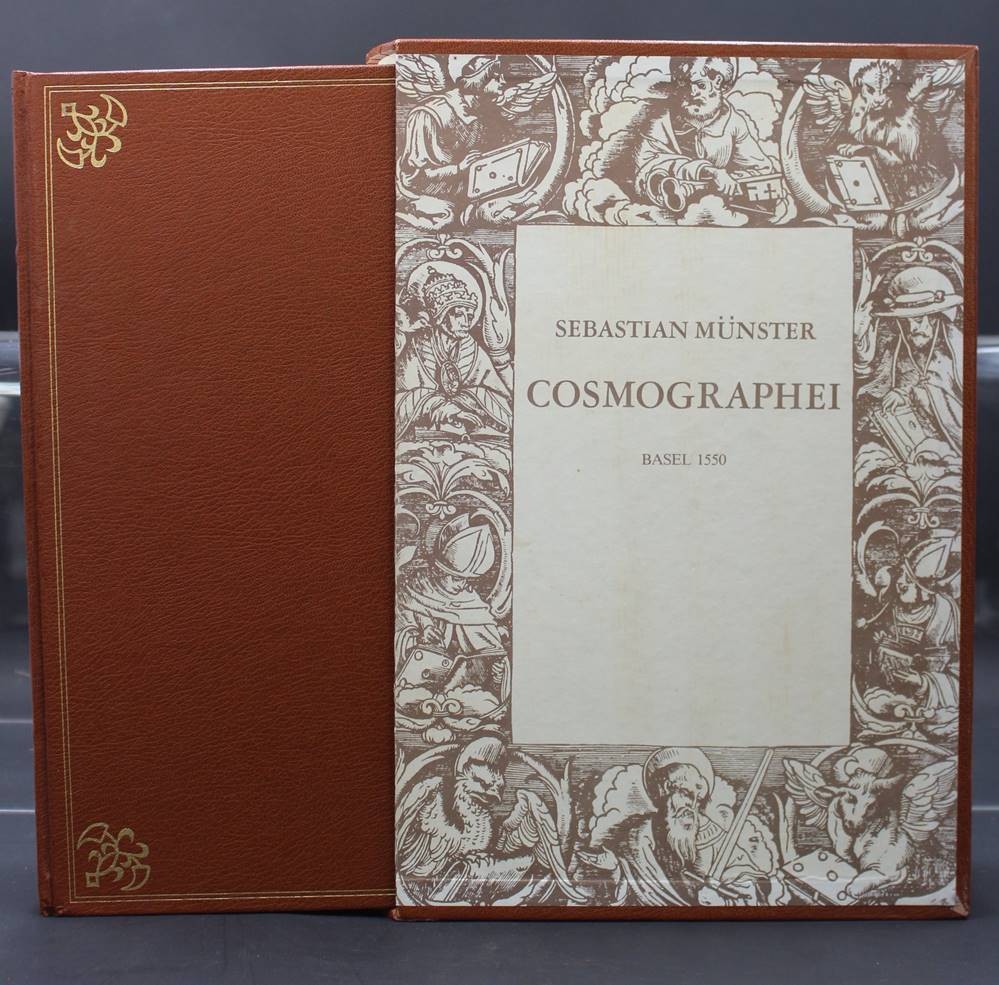 SEBASTIAN MÜNSTER
COSMOGRAPHEI
BASEL 1550